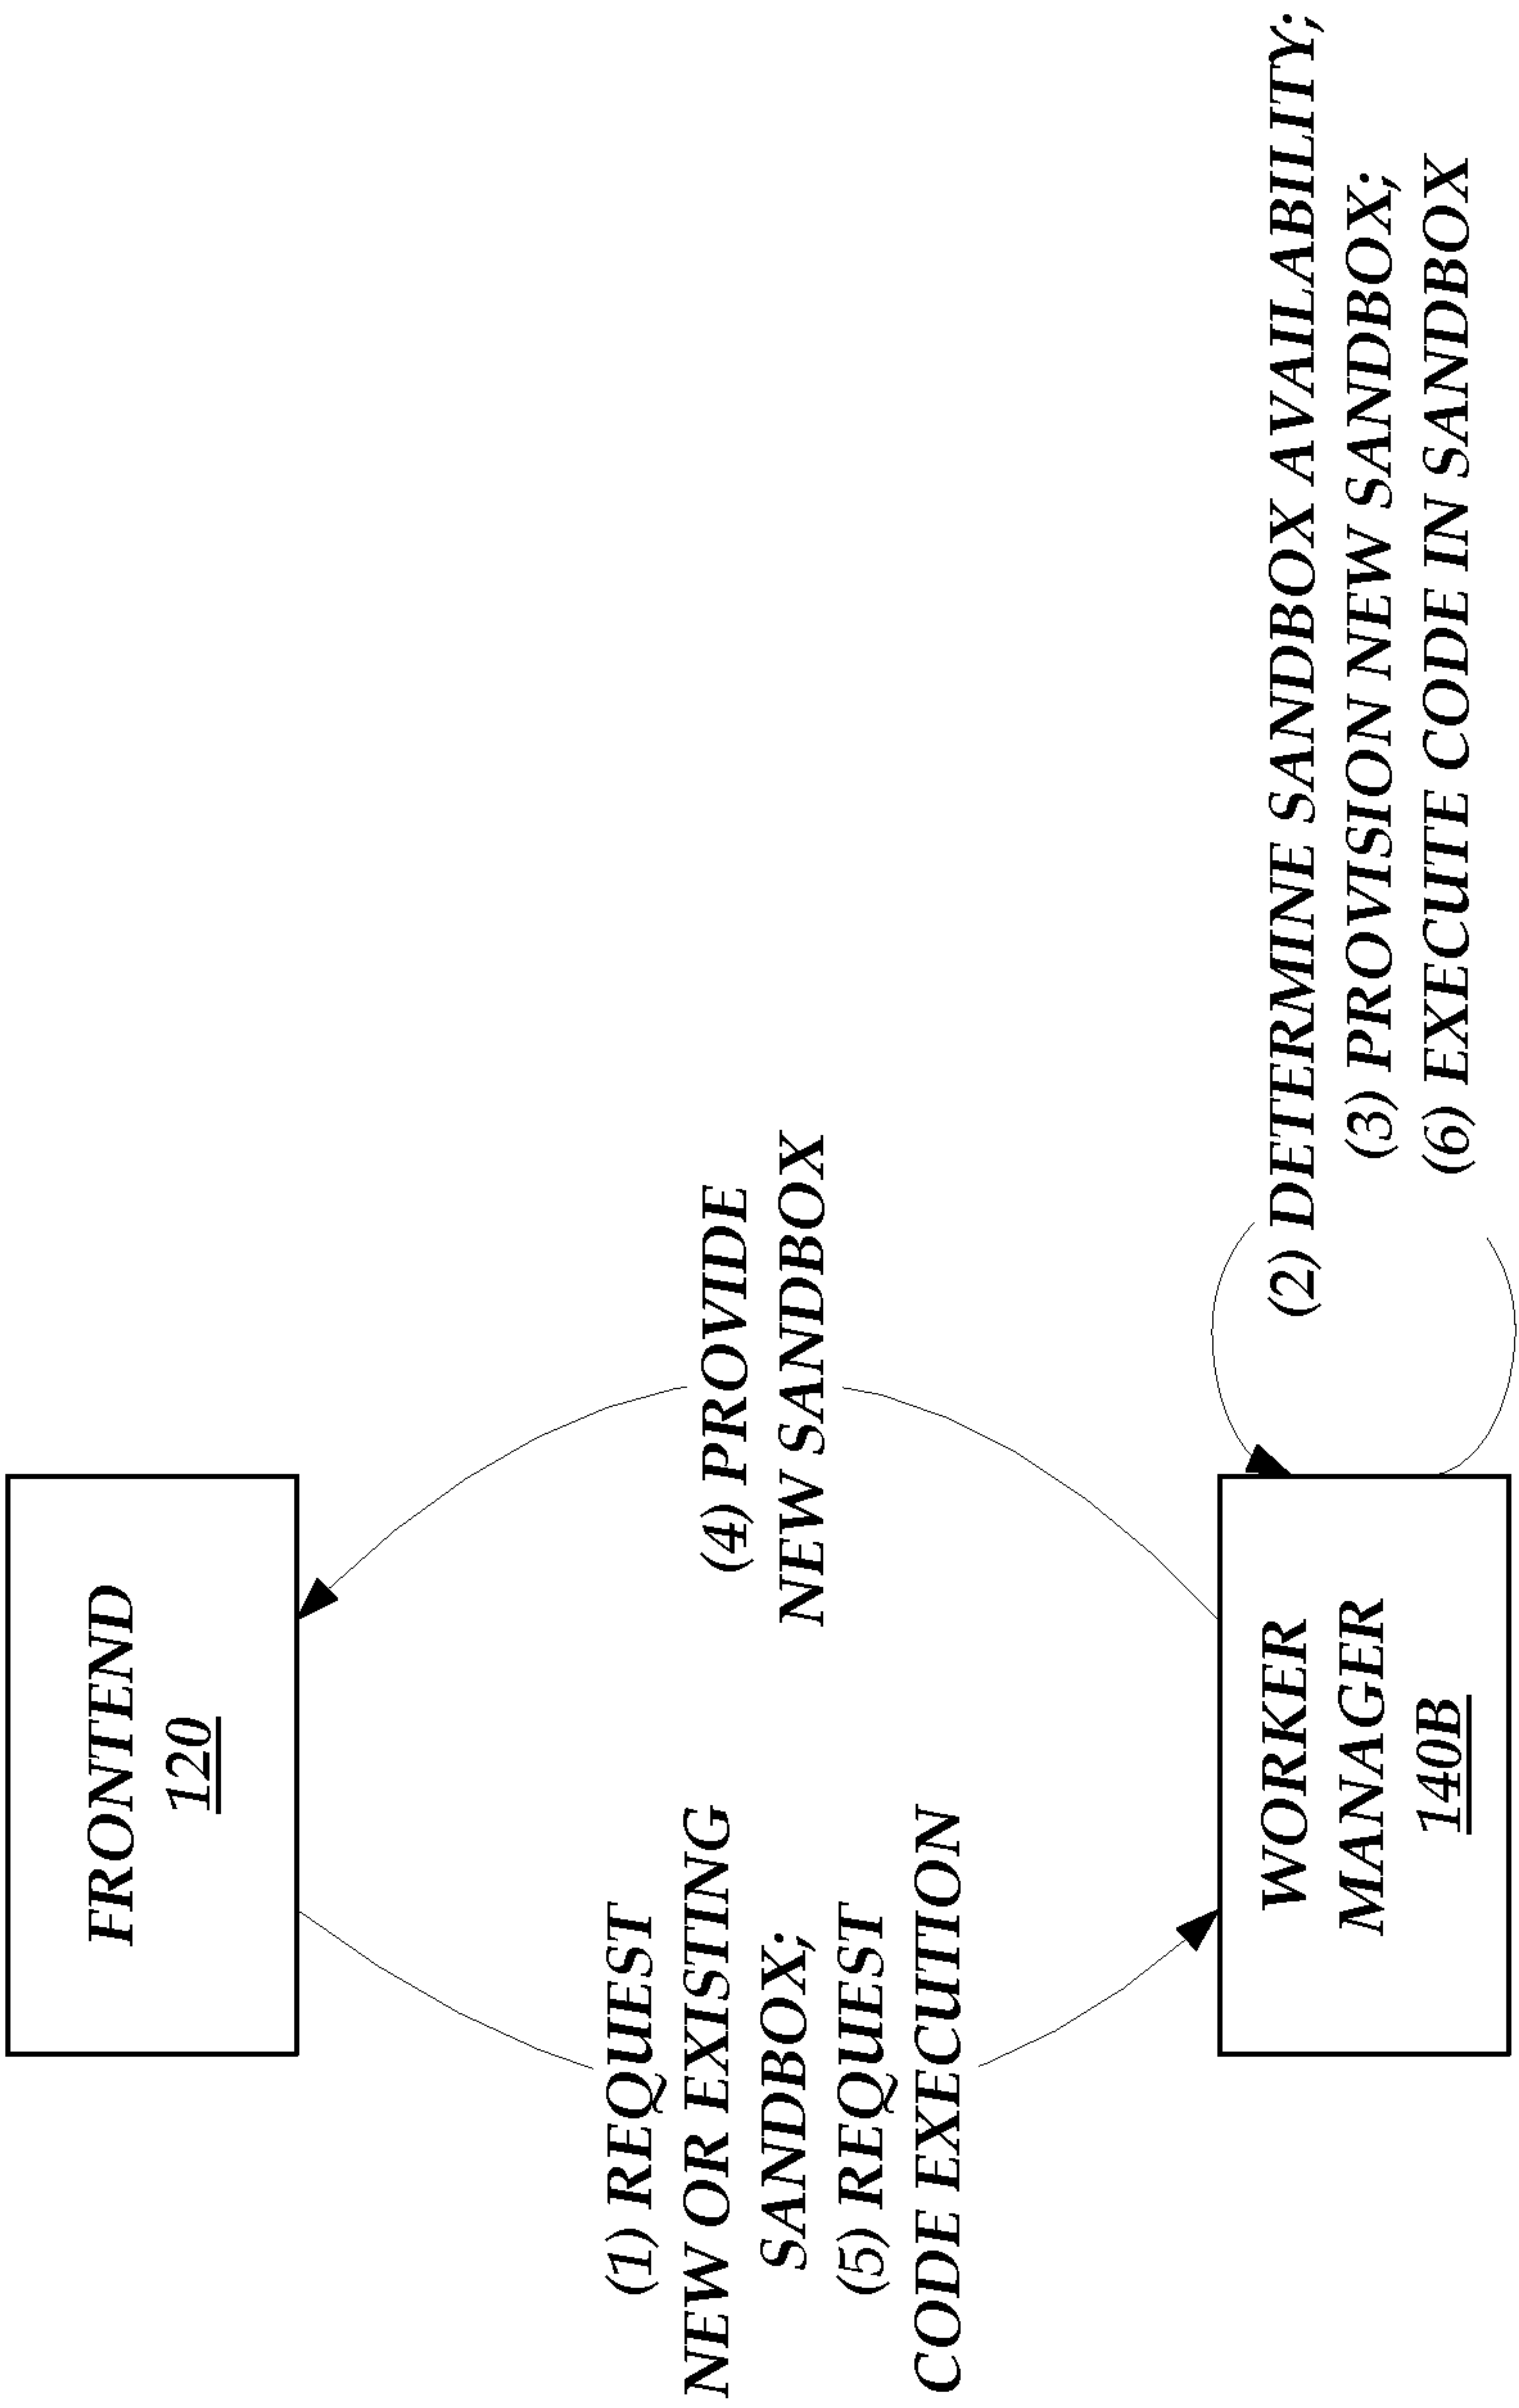 FRONTEND
120
(4) PROVIDE
NEW SANDBOX
(1) REQUEST
NEW OR EXISTING
SANDBOX;
(5) REQUEST
CODE EXECUTION
WORKER
MANAGER
140B
(2) DETERMINE SANDBOX AVAILABILITY;
(3) PROVISION NEW SANDBOX;
(6) EXECUTE CODE IN SANDBOX